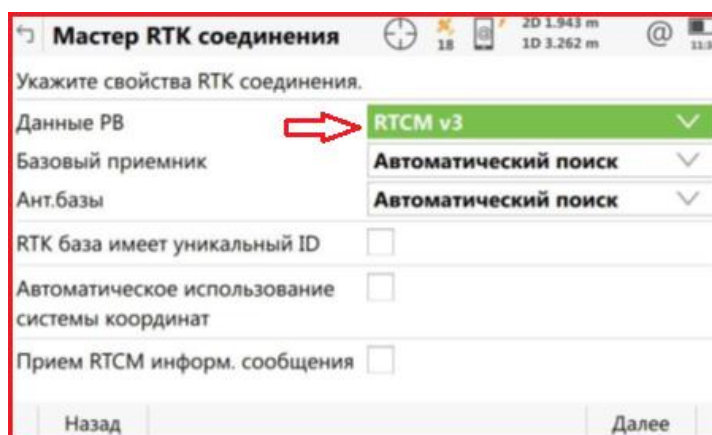 Мастер RTK соединения
18
2D 1.943 m
1D 3.262 m
@
Укажите свойства RTK соединения.
Данные РВ
RTCM v3
Базовый приемник
Автоматический поиск
Ант.базы
Автоматический поиск
RTK база имеет уникальный ID
Автоматическое использование
системы координат
Прием RTCM информ. сообщения
Назад
Далее